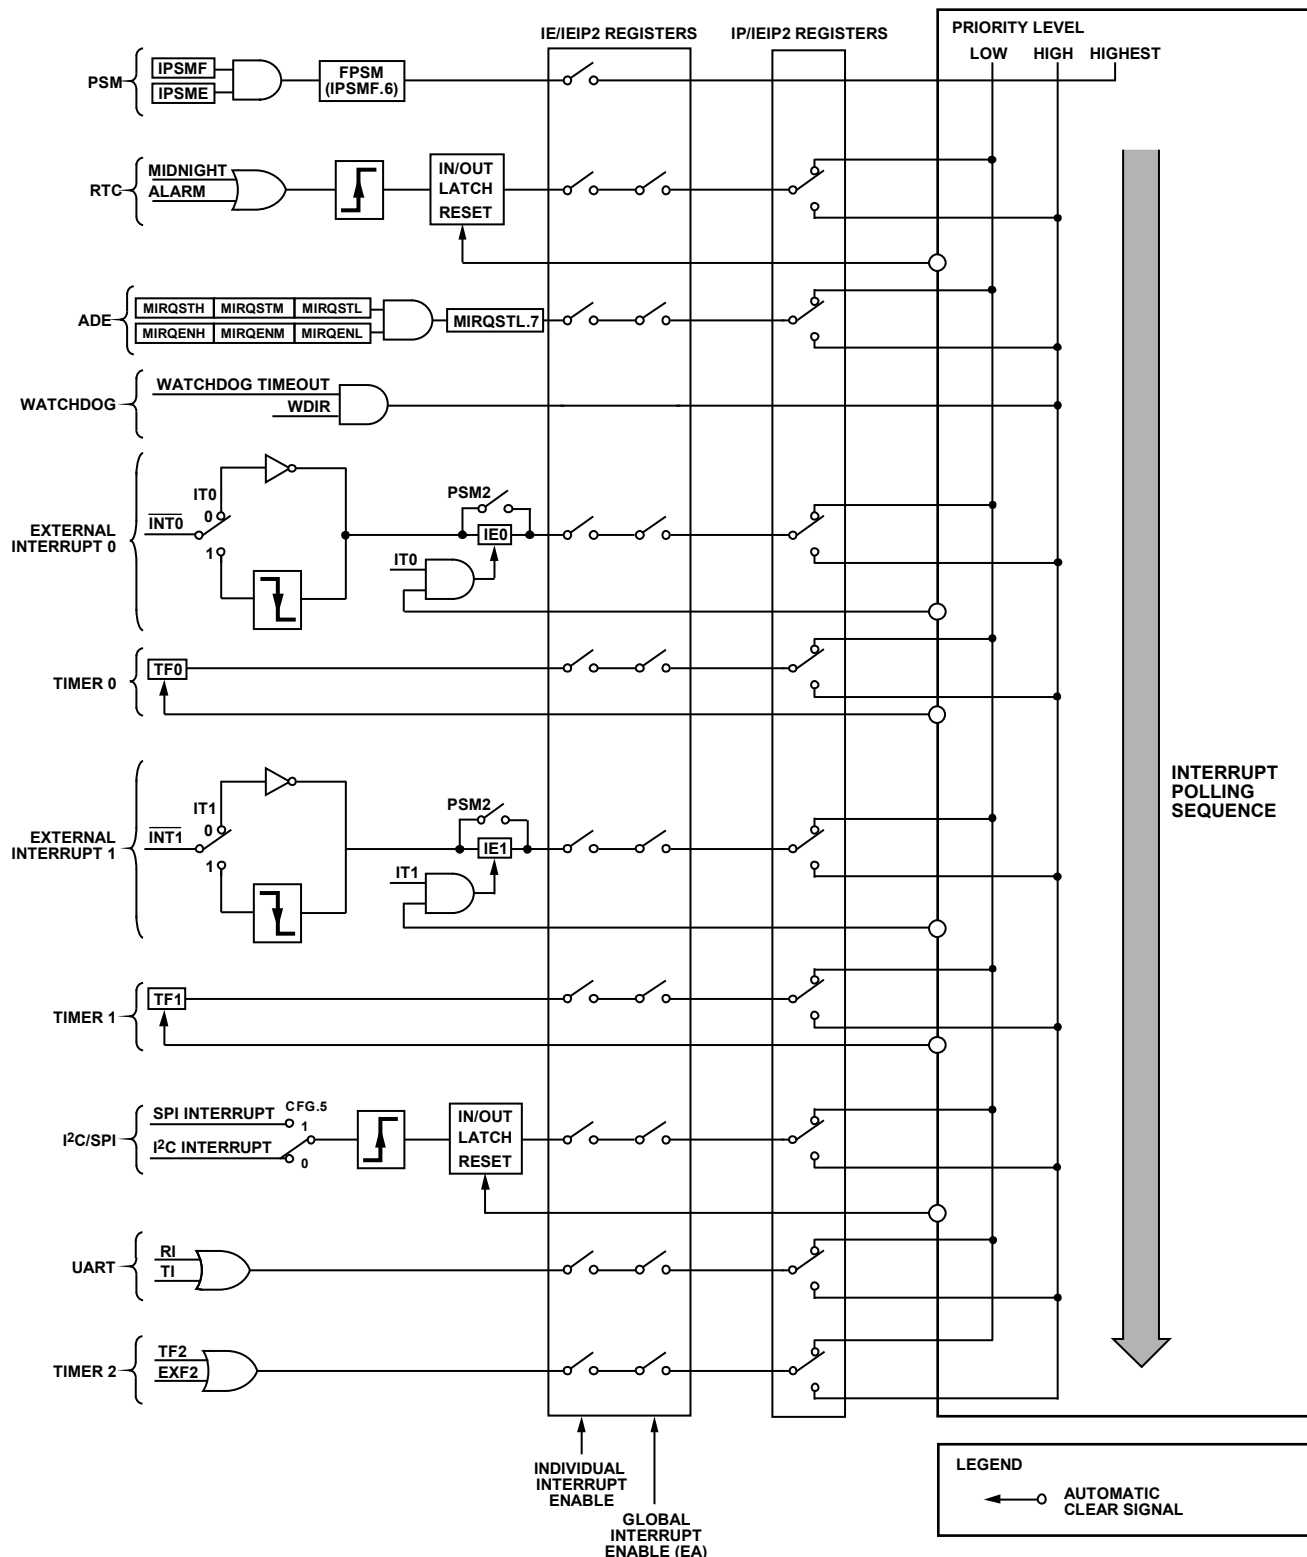 IE/IEIP2 REGISTERS
IP/IEIP2 REGISTERS
PRIORITY LEVEL
LOW HIGH HIGHEST
PSM
IPSMF
IPSME
FPSM
(IPSMF.6)
RTC
MIDNIGHT
ALARM
IN/OUT
LATCH
RESET
ADE
MIRQSTH MIRQSTM MIRQSTL
MIRQENH MIRQENM MIRQENL
MIRQSTL.7
WATCHDOG
WATCHDOG TIMEOUT
WDIR
EXTERNAL
INTERRUPT 0
INT0
IT0
0
1
PSM2
IE0
IT0
TIMER 0
TF0
EXTERNAL
INTERRUPT 1
INT1
IT1
0
1
PSM2
IE1
IT1
INTERRUPT
POLLING
SEQUENCE
TIMER 1
TF1
I2C/SPI
SPI INTERRUPT
I2C INTERRUPT
CFG.5
1
0
IN/OUT
LATCH
RESET
UART
RI
TI
TIMER 2
TF2
EXF2
INDIVIDUAL
INTERRUPT
ENABLE
GLOBAL
INTERRUPT
ENABLE (EA)
LEGEND
AUTOMATIC
CLEAR SIGNAL